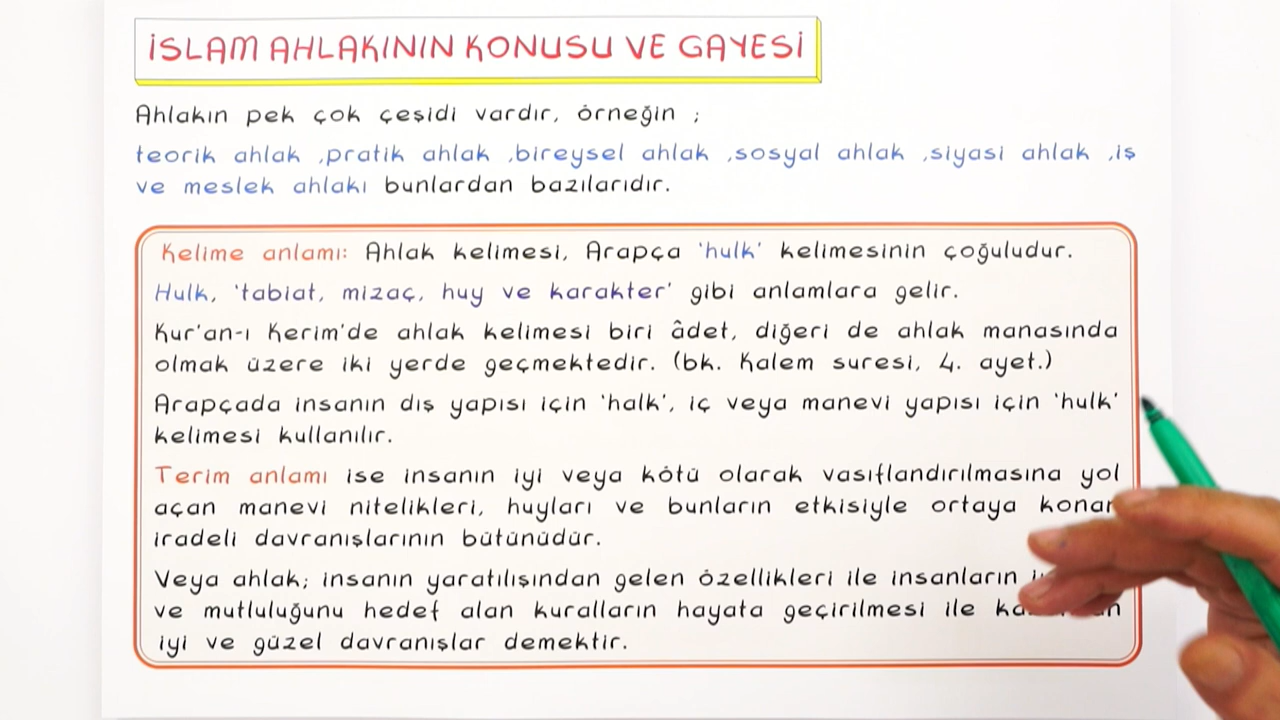 İSLAM AHLAKININ KONUSU VE GAYESİ
Ahlakın pek çok çeşidi vardır, örneğin ;
teorik ahlak ,pratik ahlak ,bireysel ahlak ,sosyal ahlak ,siyasi ahlak ,iş
ve meslek ahlakı bunlardan bazılarıdır.
Kelime anlamı: Ahlak kelimesi, Arapça 'hulk' kelimesinin çoğuludur.
Hulk, 'tabiat, mizaç, huy ve karakter' gibi anlamlara gelir.
Kur'an-ı Kerim'de ahlak kelimesi biri âdet, diğeri de ahlak manasında
olmak üzere iki yerde geçmektedir. (bk. Kalem suresi, 4. ayet.)
Arapçada insanın dış yapısı için 'halk', iç veya manevi yapısı için 'hulk'
kelimesi kullanılır.
Terim anlamı ise insanın iyi veya kötü olarak vasıflandırılmasına yol
açan manevi nitelikleri, huyları ve bunların etkisiyle ortaya konan
iradeli davranışlarının bütünüdür.
Veya ahlak; insanın yaratılışından gelen özellikleri ile insanların
ve mutluluğunu hedef alan kuralların hayata geçirilmesi ile
iyi ve güzel davranışlar demektir.